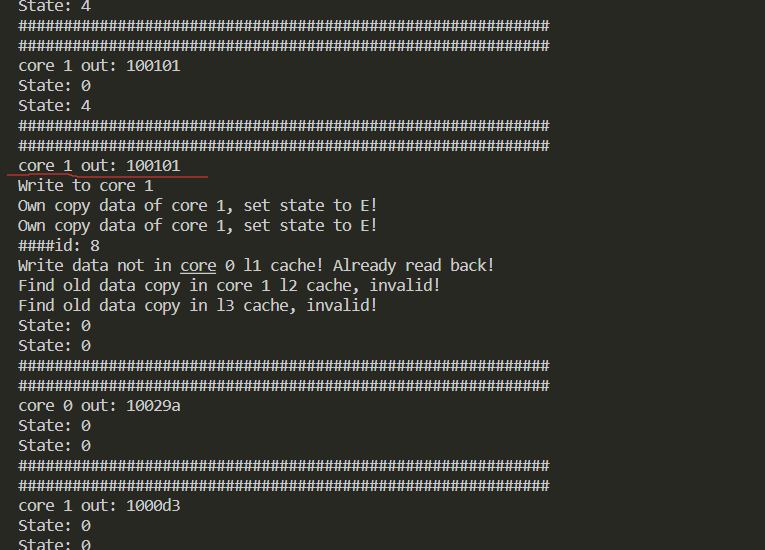 State: 4
###########################################################
###########################################################
core 1 out: 100101
State: 0
State: 4
###########################################################
###########################################################
core 1 out: 100101
Write to core 1
Own copy data of core 1, set state to E!
Own copy data of core 1, set state to E!
####id: 8
Write data not in core 0 l1 cache! Already read back!
Find old data copy in core 1 l2 cache, invalid!
Find old data copy in l3 cache, invalid!
State: 0
State: 0
###########################################################
###########################################################
core 0 out: 10029a
State: 0
State: 0
###########################################################
###########################################################
core 1 out: 1000d3
State: 0
State: 0